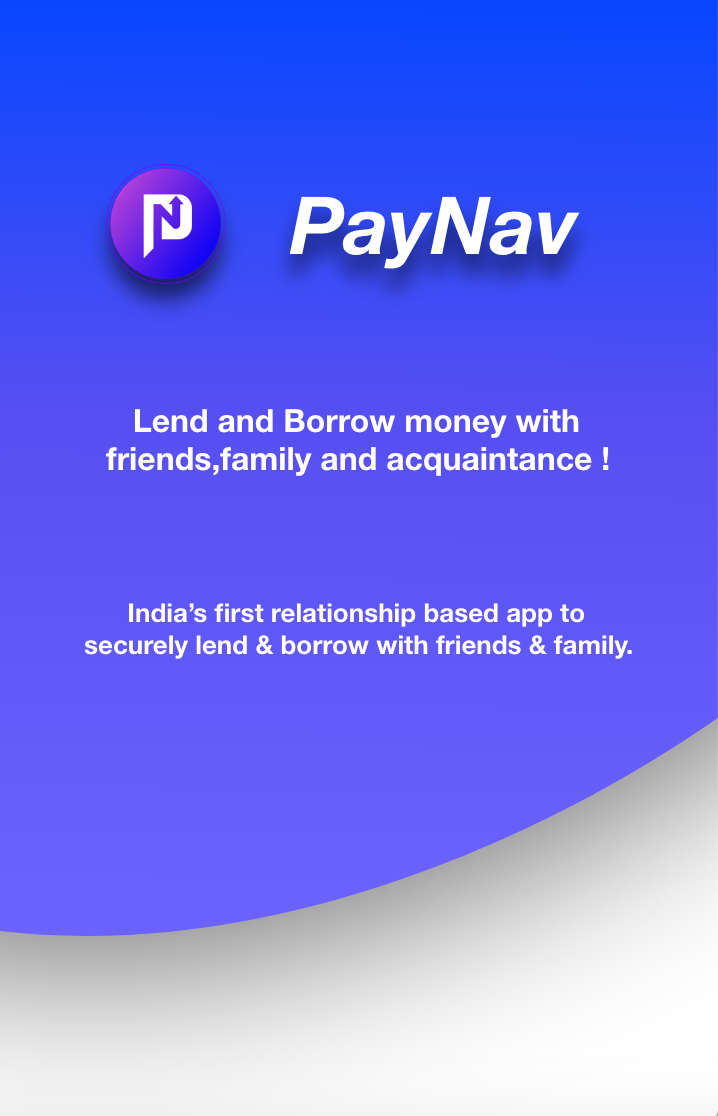 PayNav
Lend and Borrow money with
friends,family and acquaintance !
India’s first relationship based app to
securely lend & borrow with friends & family.